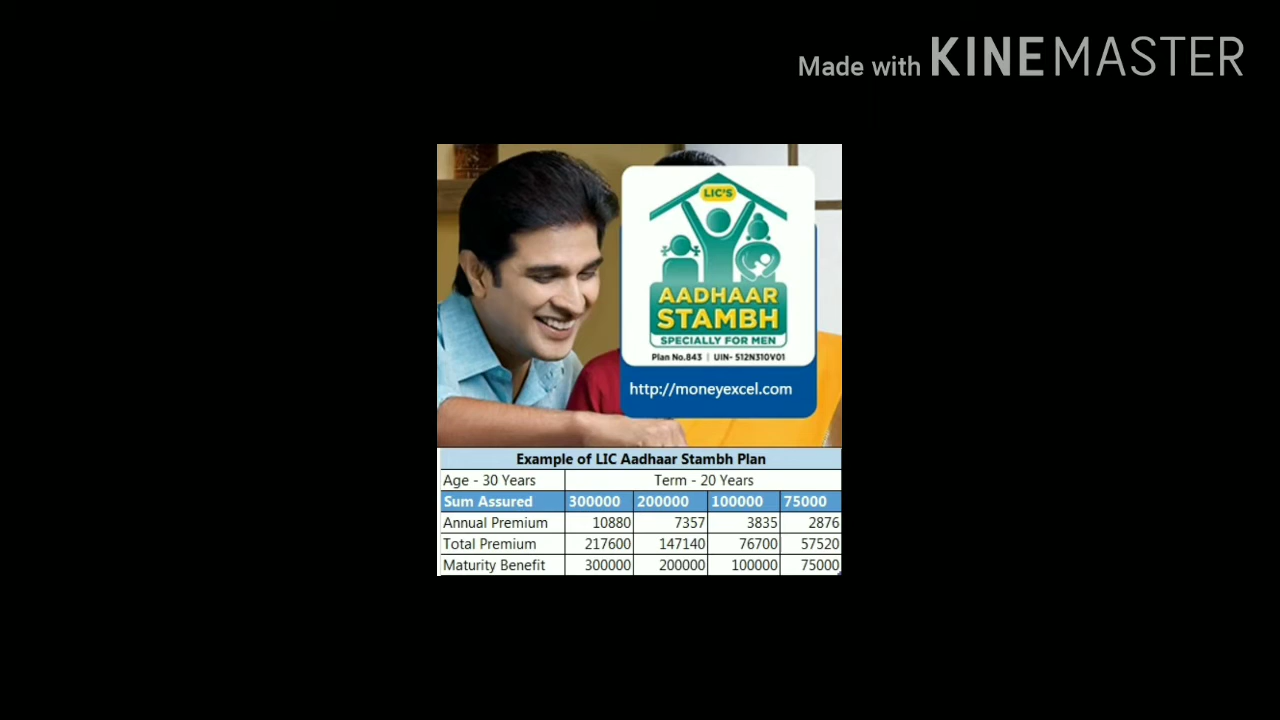 Made with KINEMASTER
LIC'S
AADHAAR
STAMBH
SPECIALLY FOR MEN
Plan No.843 | UIN- 512N310V01
http://moneyexcel.com
Example of LIC Aadhaar Stambh Plan
Age - 30 Years Term - 20 Years
Sum Assured 300000 200000 100000 75000
Annual Premium 10880 7357 3835 2876
Total Premium 217600 147140 76700 57520
Maturity Benefit 300000 200000 100000 75000